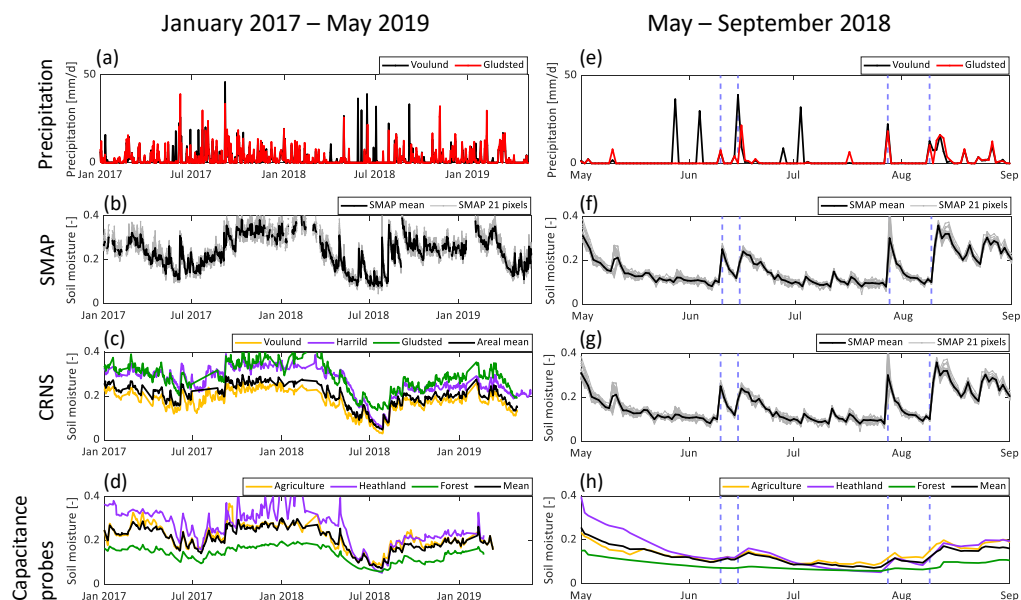 January 2017 – May 2019
May – September 2018
Precipitation
(a)
Voulund
Gludsted
Precipitation [mm/d]
50
0
Jan 2017
Jul 2017
Jan 2018
Jul 2018
Jan 2019
(e)
Voulund
Gludsted
Precipitation [mm/d]
50
0
May
Jun
Jul
Aug
Sep
SMAP
(b)
SMAP mean
SMAP 21 pixels
Soil moisture [-]
0.4
0.2
0
Jan 2017
Jul 2017
Jan 2018
Jul 2018
Jan 2019
(f)
SMAP mean
SMAP 21 pixels
Soil moisture [-]
0.4
0.2
0
May
Jun
Jul
Aug
Sep
CRNS
(c)
Voulund
Harrild
Gludsted
Areal mean
Soil moisture [-]
0.4
0.2
0
Jan 2017
Jul 2017
Jan 2018
Jul 2018
Jan 2019
(g)
SMAP mean
SMAP 21 pixels
Soil moisture [-]
0.4
0.2
0
May
Jun
Jul
Aug
Sep
Capacitance
probes
(d)
Agriculture
Heathland
Forest
Mean
Soil moisture [-]
0.4
0.2
0
Jan 2017
Jul 2017
Jan 2018
Jul 2018
Jan 2019
(h)
Agriculture
Heathland
Forest
Mean
Soil moisture [-]
0.4
0.2
0
May
Jun
Jul
Aug
Sep